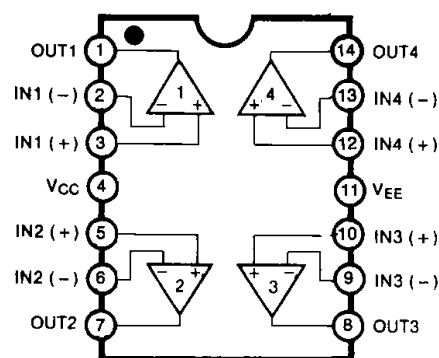 OUT1 1 14 OUT4
IN1 (−) 2 1 4 13 IN4 (−)
− + + −
IN1 (+) 3 12 IN4 (+)
VCC 4 11 VEE
IN2 (+) 5 10 IN3 (+)
− + + −
IN2 (−) 6 2 3 9 IN3 (−)
OUT2 7 8 OUT3